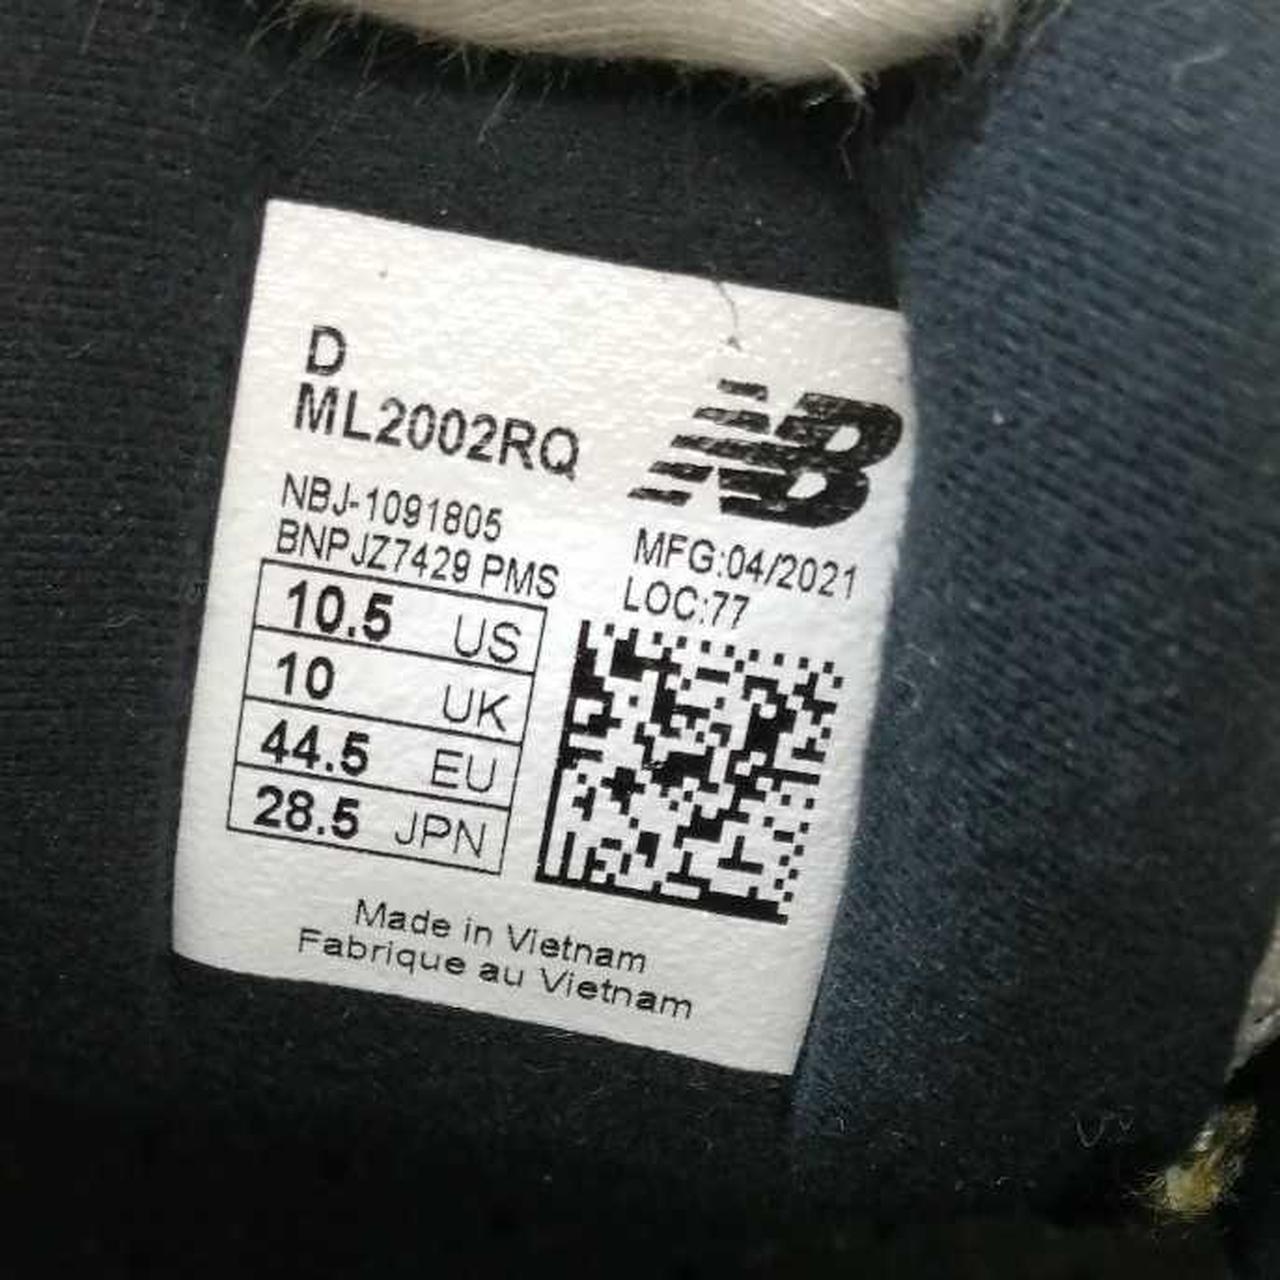 D
ML2002RQ
NB
NBJ-1091805
BNPJZ7429 PMS
MFG:04/2021
LOC:77
10.5 US
10 UK
44.5 EU
28.5 JPN
Made in Vietnam
Fabrique au Vietnam